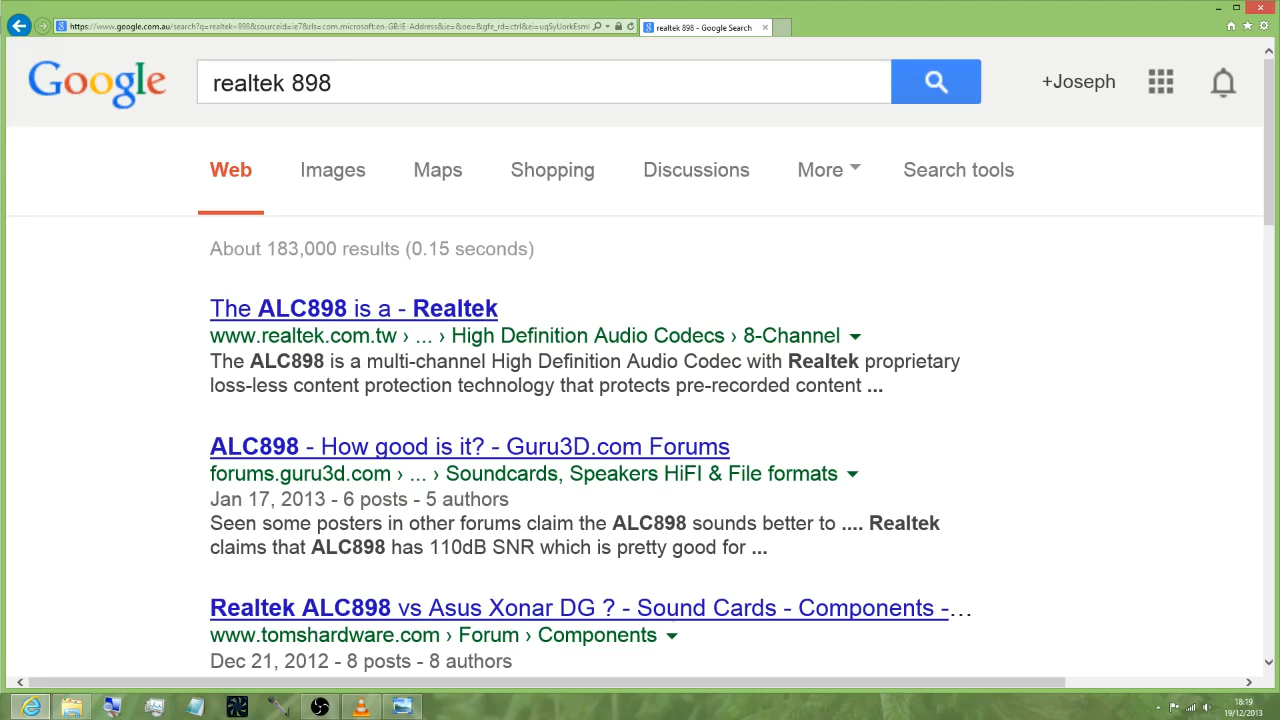 https://www.google.com.au/search?q=realtek+898&sourceid=ie7&rls=com.microsoft:en-GB:IE-Address&ie=&oe=&gfe_rd=ctrl&ei=uqSyUorkEsml
realtek 898 - Google Search
Google
realtek 898
+Joseph
Web Images Maps Shopping Discussions More Search tools
About 183,000 results (0.15 seconds)
The ALC898 is a - Realtek
www.realtek.com.tw › ... › High Definition Audio Codecs › 8-Channel
The ALC898 is a multi-channel High Definition Audio Codec with Realtek proprietary
loss-less content protection technology that protects pre-recorded content ...
ALC898 - How good is it? - Guru3D.com Forums
forums.guru3d.com › ... › Soundcards, Speakers HiFI & File formats
Jan 17, 2013 - 6 posts - 5 authors
Seen some posters in other forums claim the ALC898 sounds better to .... Realtek
claims that ALC898 has 110dB SNR which is pretty good for ...
Realtek ALC898 vs Asus Xonar DG ? - Sound Cards - Components -...
www.tomshardware.com › Forum › Components
Dec 21, 2012 - 8 posts - 8 authors
18:19
19/12/2013